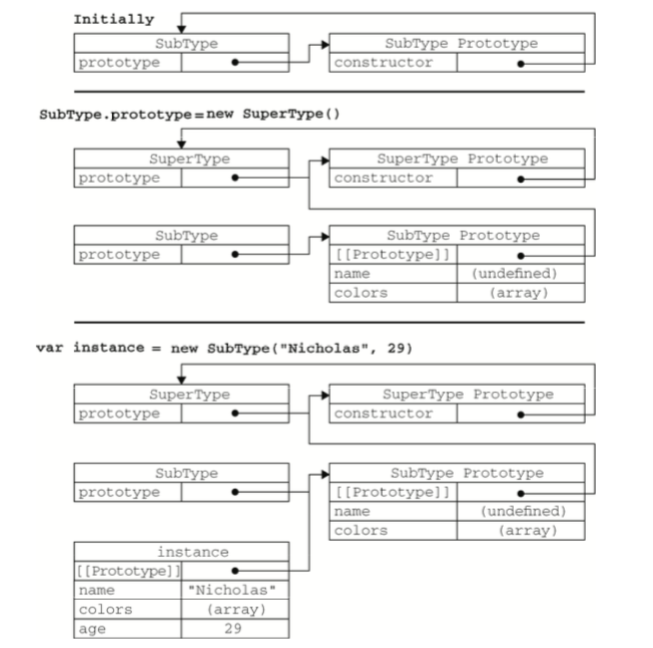 Initially
SubType
prototype
SubType Prototype
constructor
SubType.prototype=new SuperType()
SuperType
prototype
SuperType Prototype
constructor
SubType
prototype
SubType Prototype
[[Prototype]]
name (undefined)
colors (array)
var instance = new SubType("Nicholas", 29)
SuperType
prototype
SuperType Prototype
constructor
SubType
prototype
SubType Prototype
[[Prototype]]
name (undefined)
colors (array)
instance
[[Prototype]]
name "Nicholas"
colors (array)
age 29